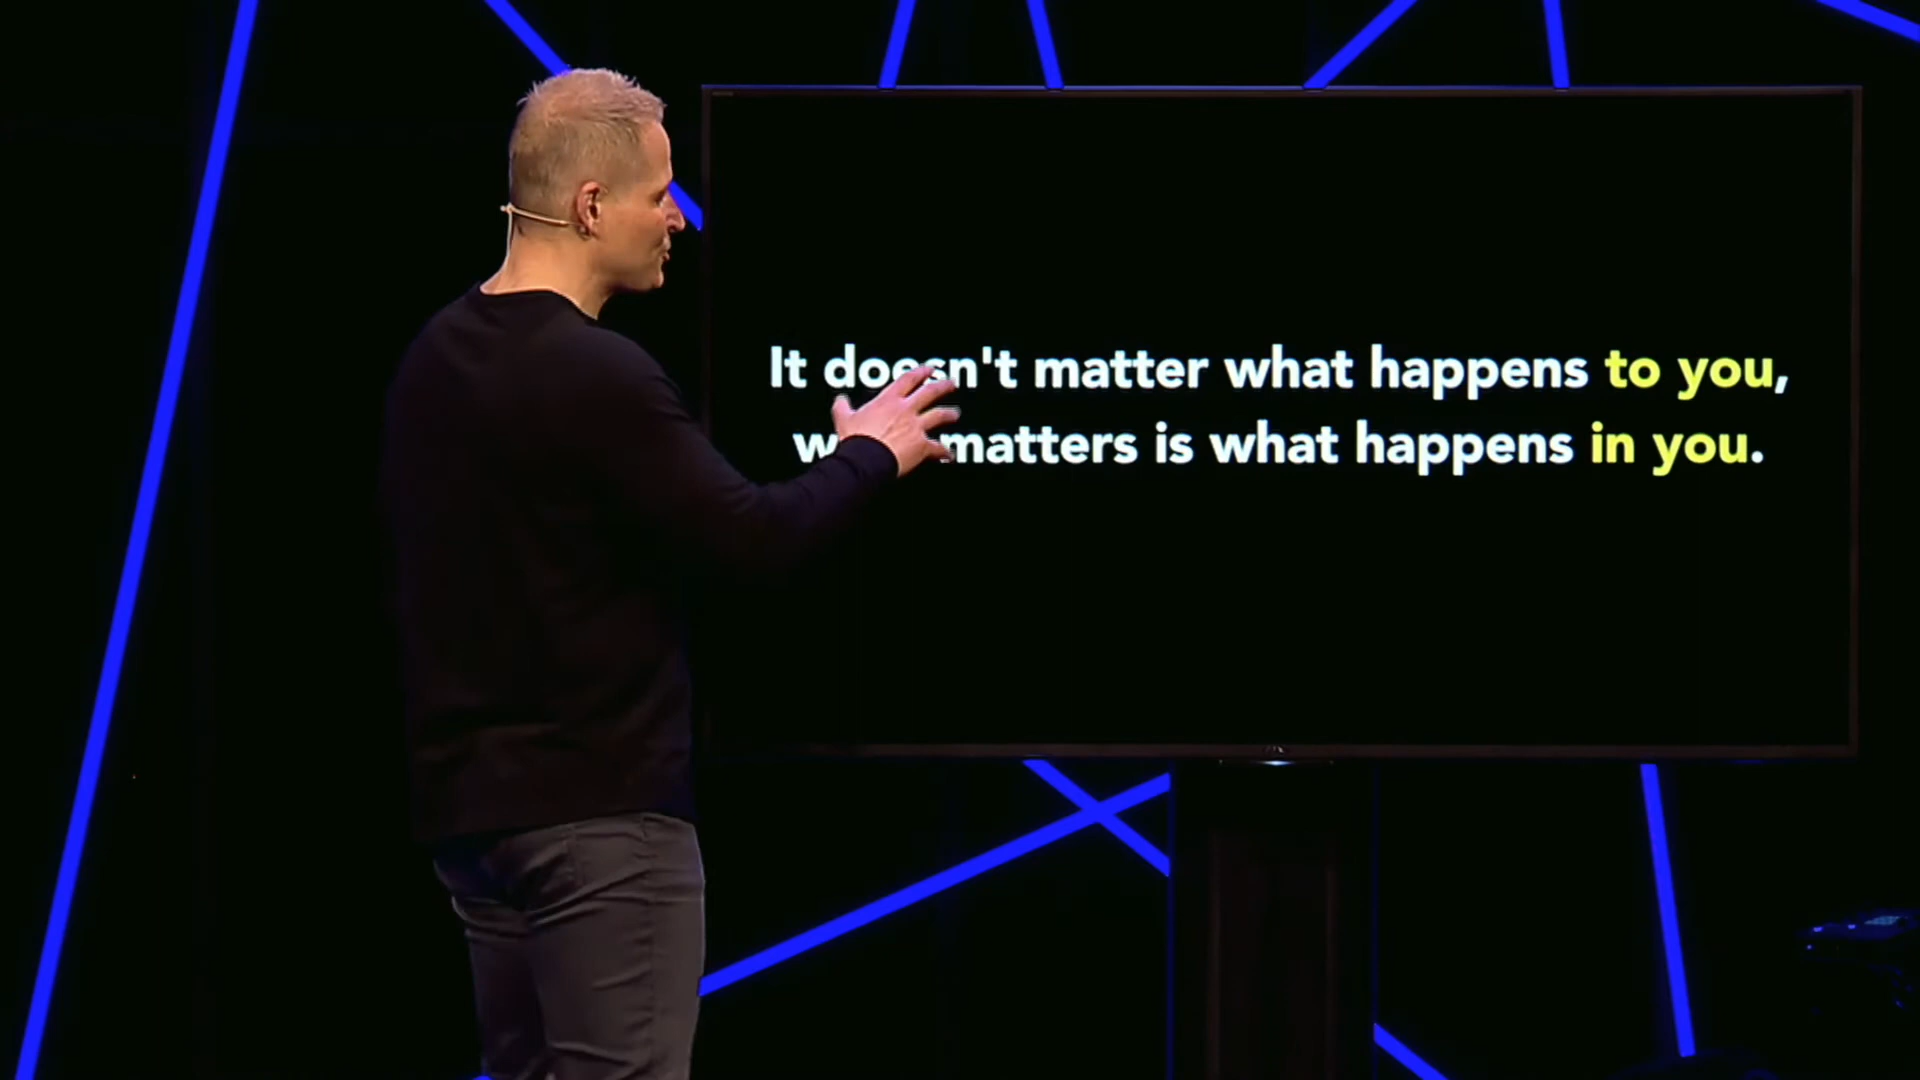 It doesn't matter what happens to you,
matters is what happens in you.